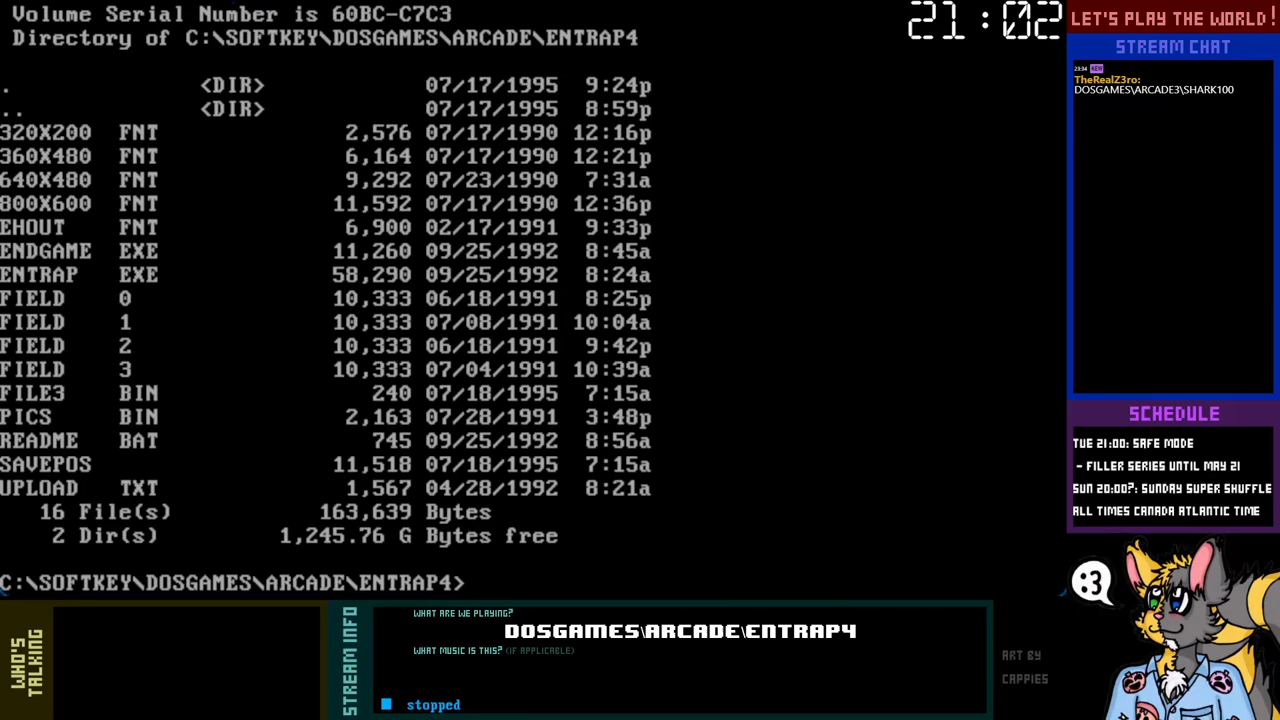 Volume Serial Number is 60BC-C7C3
Directory of C:\SOFTKEY\DOSGAMES\ARCADE\ENTRAP4
. <DIR> 07/17/1995 9:24p
.. <DIR> 07/17/1995 8:59p
320X200 FNT 2,576 07/17/1990 12:16p
360X480 FNT 6,164 07/17/1990 12:21p
640X480 FNT 9,292 07/23/1990 7:31a
800X600 FNT 11,592 07/17/1990 12:36p
EHOUT FNT 6,900 02/17/1991 9:33p
ENDGAME EXE 11,260 09/25/1992 8:45a
ENTRAP EXE 58,290 09/25/1992 8:24a
FIELD 0 10,333 06/18/1991 8:25p
FIELD 1 10,333 07/08/1991 10:04a
FIELD 2 10,333 06/18/1991 9:42p
FIELD 3 10,333 07/04/1991 10:39a
FILE3 BIN 240 07/18/1995 7:15a
PICS BIN 2,163 07/28/1991 3:48p
README BAT 745 09/25/1992 8:56a
SAVEPOS 11,518 07/18/1995 7:15a
UPLOAD TXT 1,567 04/28/1992 8:21a
16 File(s) 163,639 Bytes
2 Dir(s) 1,245.76 G Bytes free
C:\SOFTKEY\DOSGAMES\ARCADE\ENTRAP4>
21:02
LET'S PLAY THE WORLD!
STREAM CHAT
23:34 NEW
TheRealZ3ro:
DOSGAMES\ARCADE3\SHARK100
SCHEDULE
TUE 21:00: SAFE MODE
- FILLER SERIES UNTIL MAY 21
SUN 20:00?: SUNDAY SUPER SHUFFLE
ALL TIMES CANADA ATLANTIC TIME
:3
WHO'S TALKING
STREAM INFO
WHAT ARE WE PLAYING?
DOSGAMES\ARCADE\ENTRAP4
WHAT MUSIC IS THIS? (IF APPLICABLE)
stopped
ART BY
CAPPIES